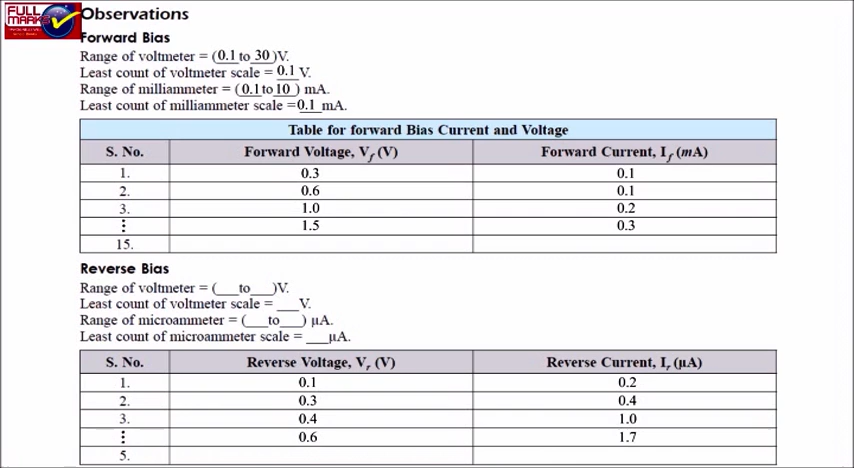 FULL
MARKS
Observations
Forward Bias
Range of voltmeter = (0.1 to 30)V.
Least count of voltmeter scale = 0.1 V.
Range of milliammeter = (0.1 to 10) mA.
Least count of milliammeter scale = 0.1 mA.
Table for forward Bias Current and Voltage
S. No. Forward Voltage, V_f (V) Forward Current, I_f (mA)
1. 0.3 0.1
2. 0.6 0.1
3. 1.0 0.2
⋮ 1.5 0.3
15.
Reverse Bias
Range of voltmeter = (___to___)V.
Least count of voltmeter scale = ___V.
Range of microammeter = (___to___) μA.
Least count of microammeter scale = ___μA.
S. No. Reverse Voltage, V_r (V) Reverse Current, I_r (μA)
1. 0.1 0.2
2. 0.3 0.4
3. 0.4 1.0
⋮ 0.6 1.7
5.